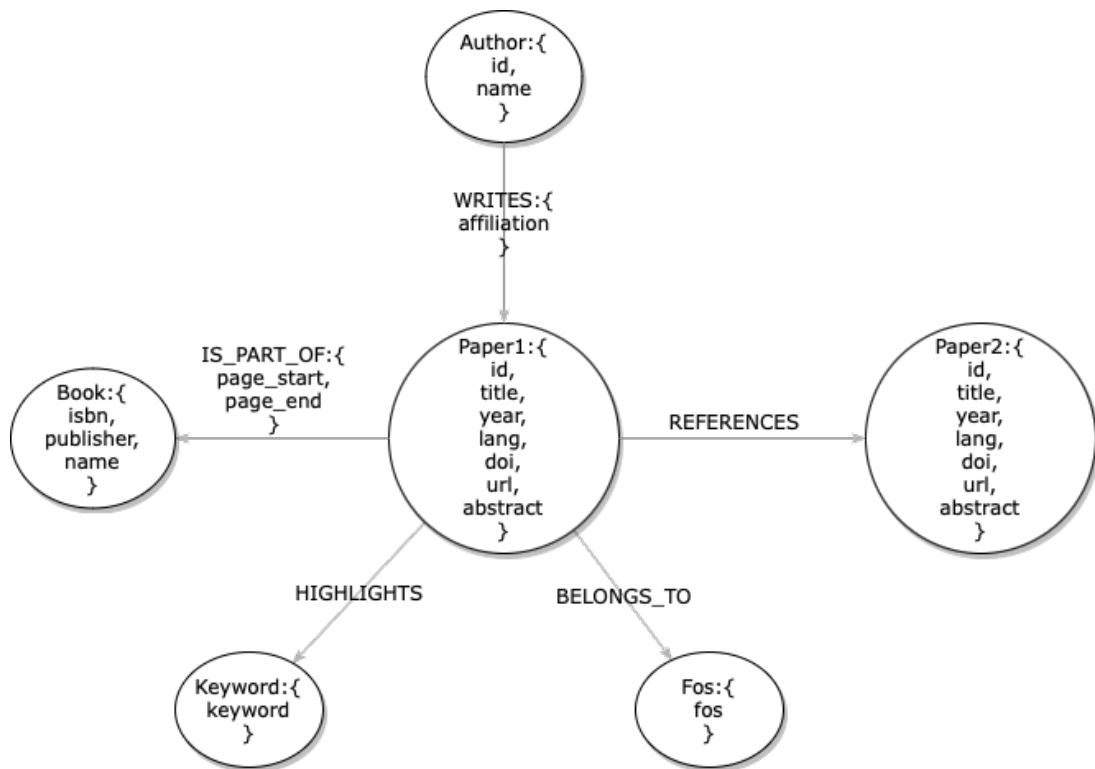 Author:{
id,
name
}
WRITES:{
affiliation
}
IS_PART_OF:{
page_start,
page_end
}
Book:{
isbn,
publisher,
name
}
Paper1:{
id,
title,
year,
lang,
doi,
url,
abstract
}
REFERENCES
Paper2:{
id,
title,
year,
lang,
doi,
url,
abstract
}
HIGHLIGHTS
BELONGS_TO
Keyword:{
keyword
}
Fos:{
fos
}